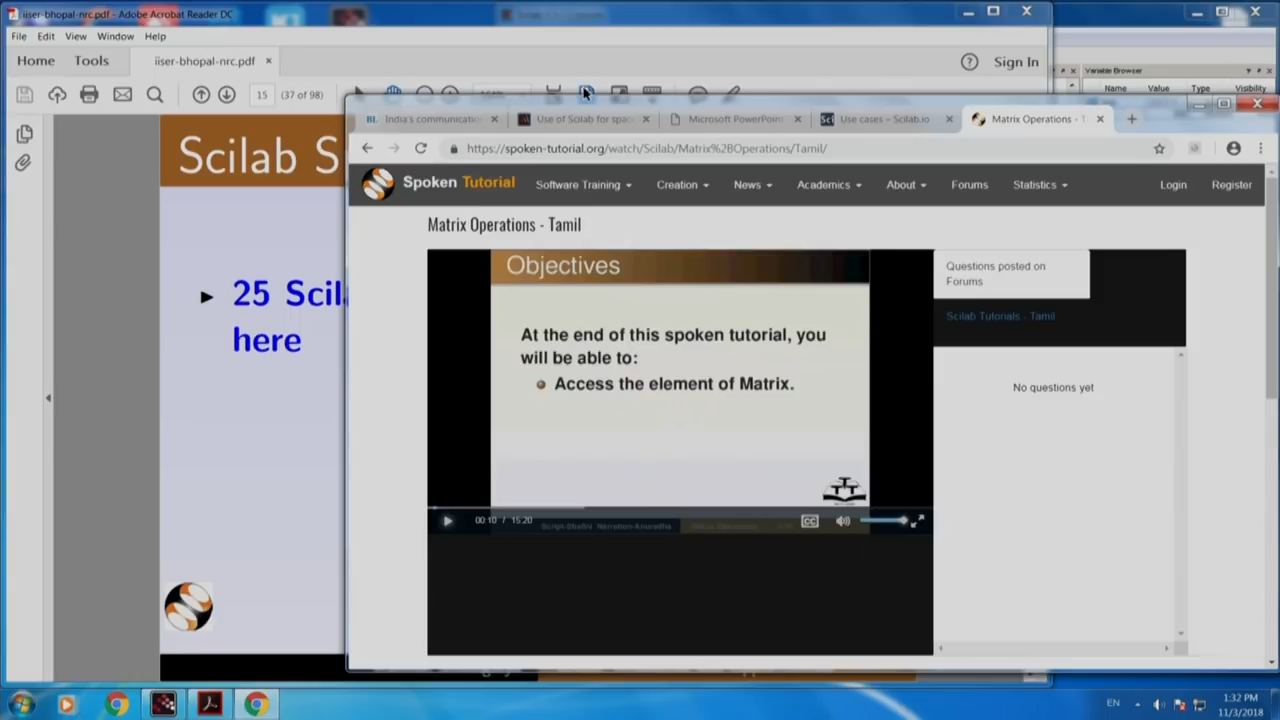 iiser-bhopal-nrc.pdf - Adobe Acrobat Reader DC
File Edit View Window Help
Home Tools iiser-bhopal-nrc.pdf × Sign In
15 (37 of 98)
Variable Browser
Name Value Type Visibility
Scilab S
25 Scil
here
India's communicatio
Use of Scilab for spac
Microsoft PowerPoin
Use cases – Scilab.io
Matrix Operations - T
https://spoken-tutorial.org/watch/Scilab/Matrix%2BOperations/Tamil/
Spoken Tutorial Software Training Creation News Academics About Forums Statistics Login Register
Matrix Operations - Tamil
Objectives
At the end of this spoken tutorial, you
will be able to:
Access the element of Matrix.
00:10 / 15:20
CC
Questions posted on
Forums
Scilab Tutorials - Tamil
No questions yet
EN
1:32 PM
11/3/2018